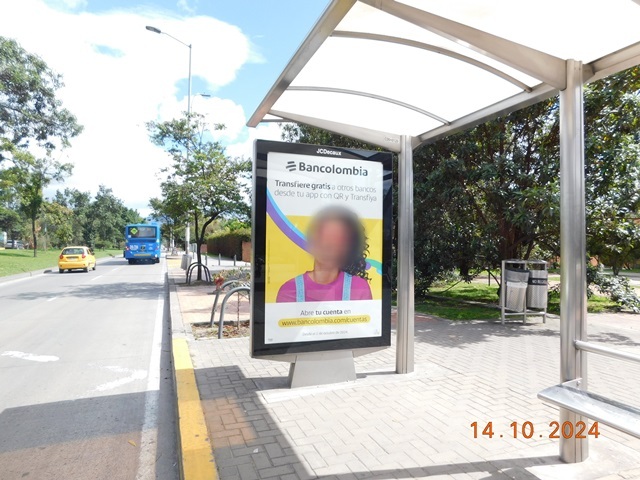 JCDecaux
Bancolombia
Transfiere gratis a otros bancos
desde tu app con QR y Transfiya
Abre tu cuenta en
www.bancolombia.com/cuentas
14.10.2024